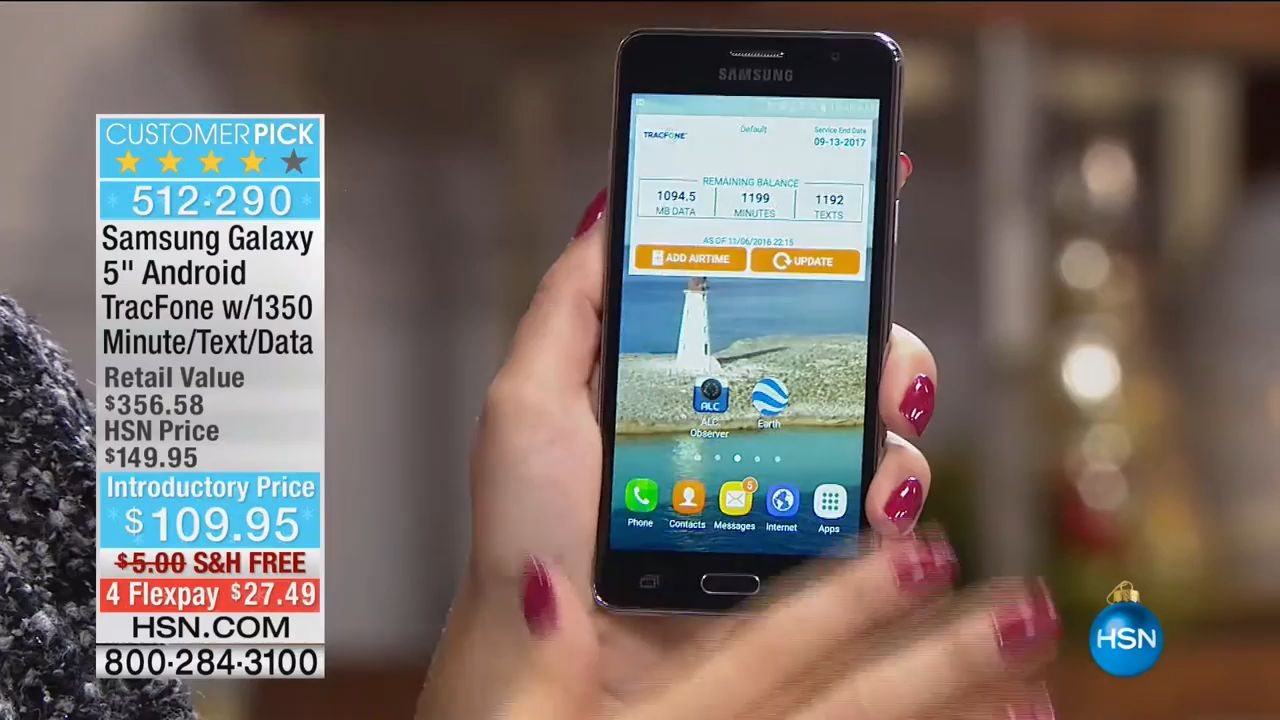 CUSTOMER PICK
512-290
Samsung Galaxy
5" Android
TracFone w/1350
Minute/Text/Data
Retail Value
$356.58
HSN Price
$149.95
Introductory Price
$109.95
$5.00 S&H FREE
4 Flexpay $27.49
HSN.COM
800-284-3100
SAMSUNG
TRACFONE
Default
Service End Date
09-13-2017
REMAINING BALANCE
1094.5 1199 1192
MB DATA MINUTES TEXTS
AS OF 11/06/2016 22:15
ADD AIRTIME UPDATE
ALC
ALC Earth
Observer
5
Phone Contacts Messages Internet Apps
HSN